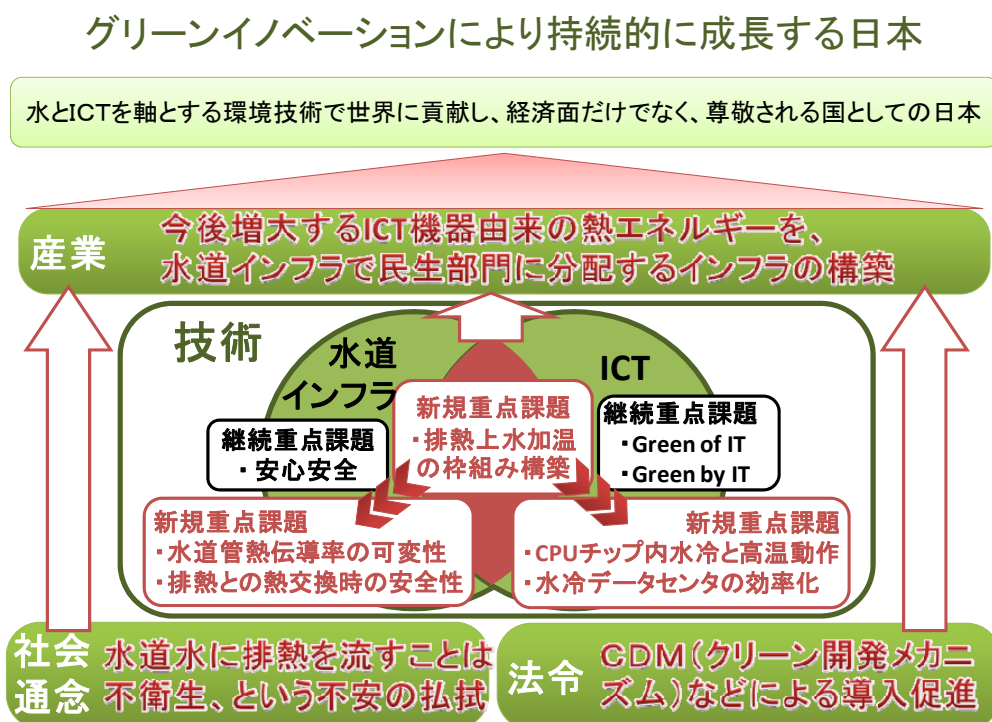 グリーンイノベーションにより持続的に成長する日本
水とICTを軸とする環境技術で世界に貢献し、経済面だけでなく、尊敬される国としての日本
産業
今後増大するICT機器由来の熱エネルギーを、
水道インフラで民生部門に分配するインフラの構築
技術
水道
インフラ
ICT
新規重点課題
・排熱上水加温
の枠組み構築
継続重点課題
・安心安全
継続重点課題
・Green of IT
・Green by IT
新規重点課題
・水道管熱伝導率の可変性
・排熱との熱交換時の安全性
新規重点課題
・CPUチップ内水冷と高温動作
・水冷データセンタの効率化
社会
通念
水道水に排熱を流すことは
不衛生、という不安の払拭
法令
CDM(クリーン開発メカニ
ズム)などによる導入促進